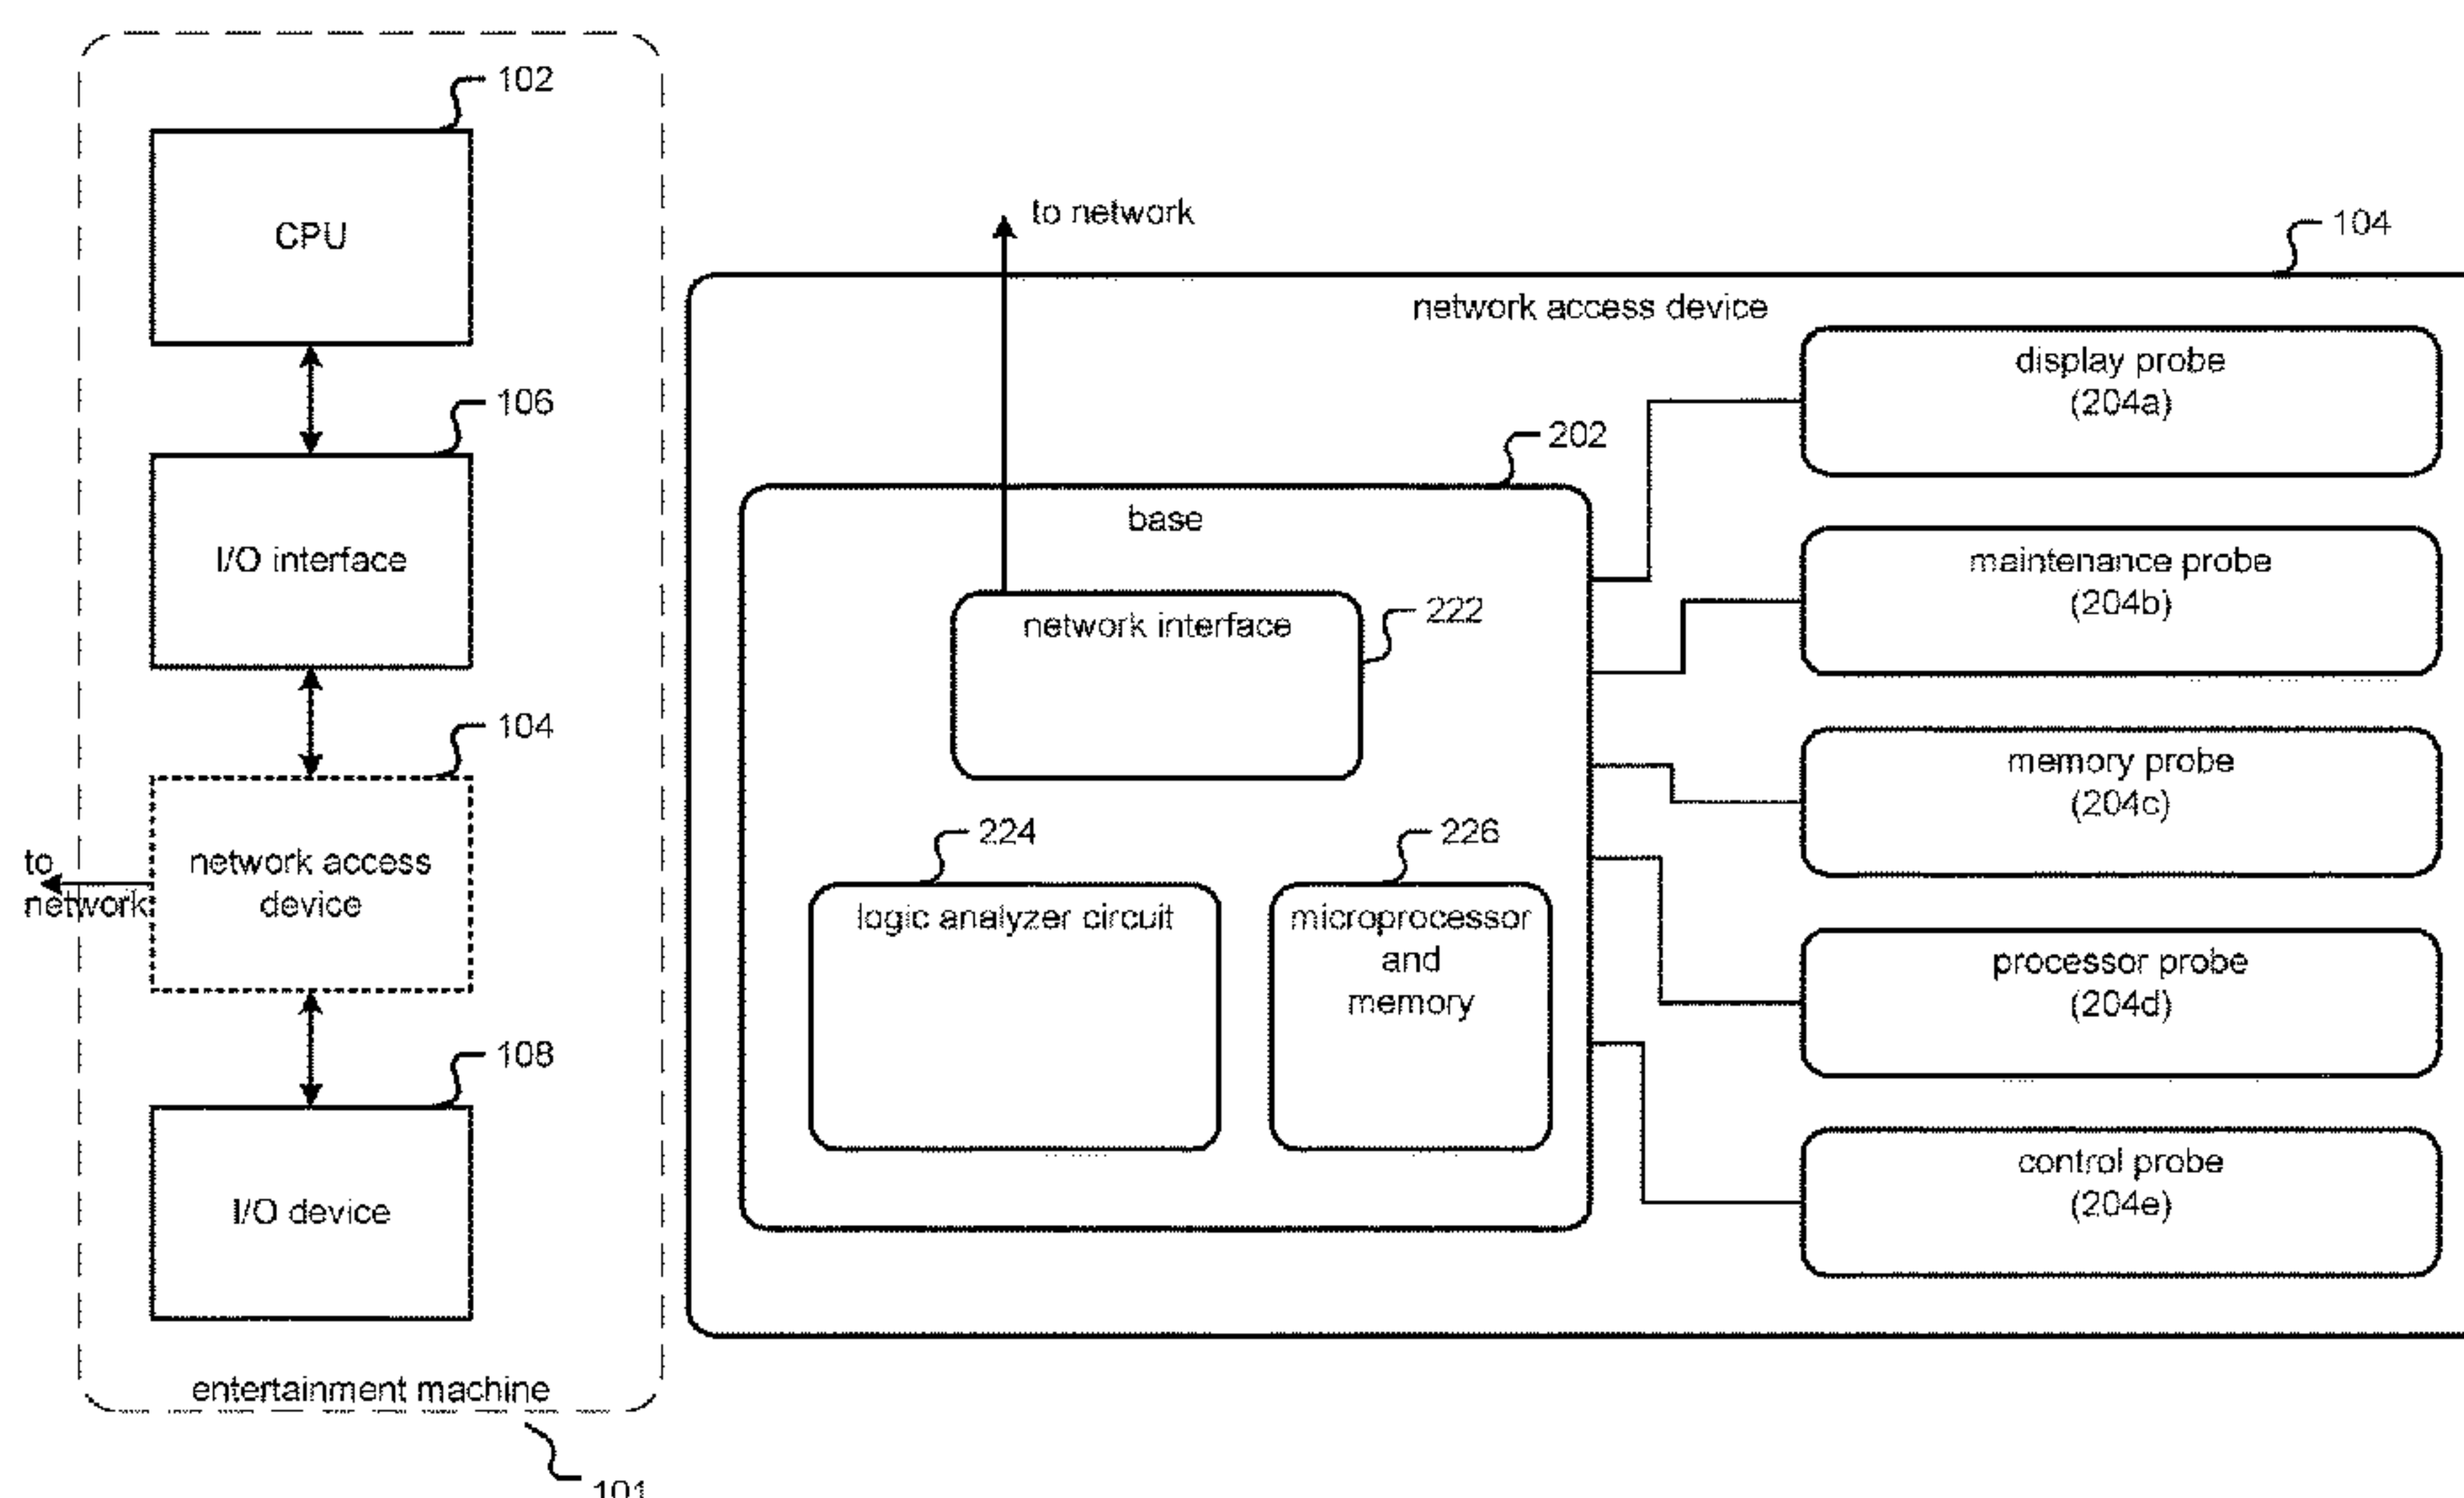 102
CPU
106
I/O interface
104
to
network
network access
device
108
I/O device
entertainment machine
101
to network
104
network access device
202
base
network interface
222
224
logic analyzer circuit
226
microprocessor
and
memory
display probe
(204a)
maintenance probe
(204b)
memory probe
(204c)
processor probe
(204d)
control probe
(204e)